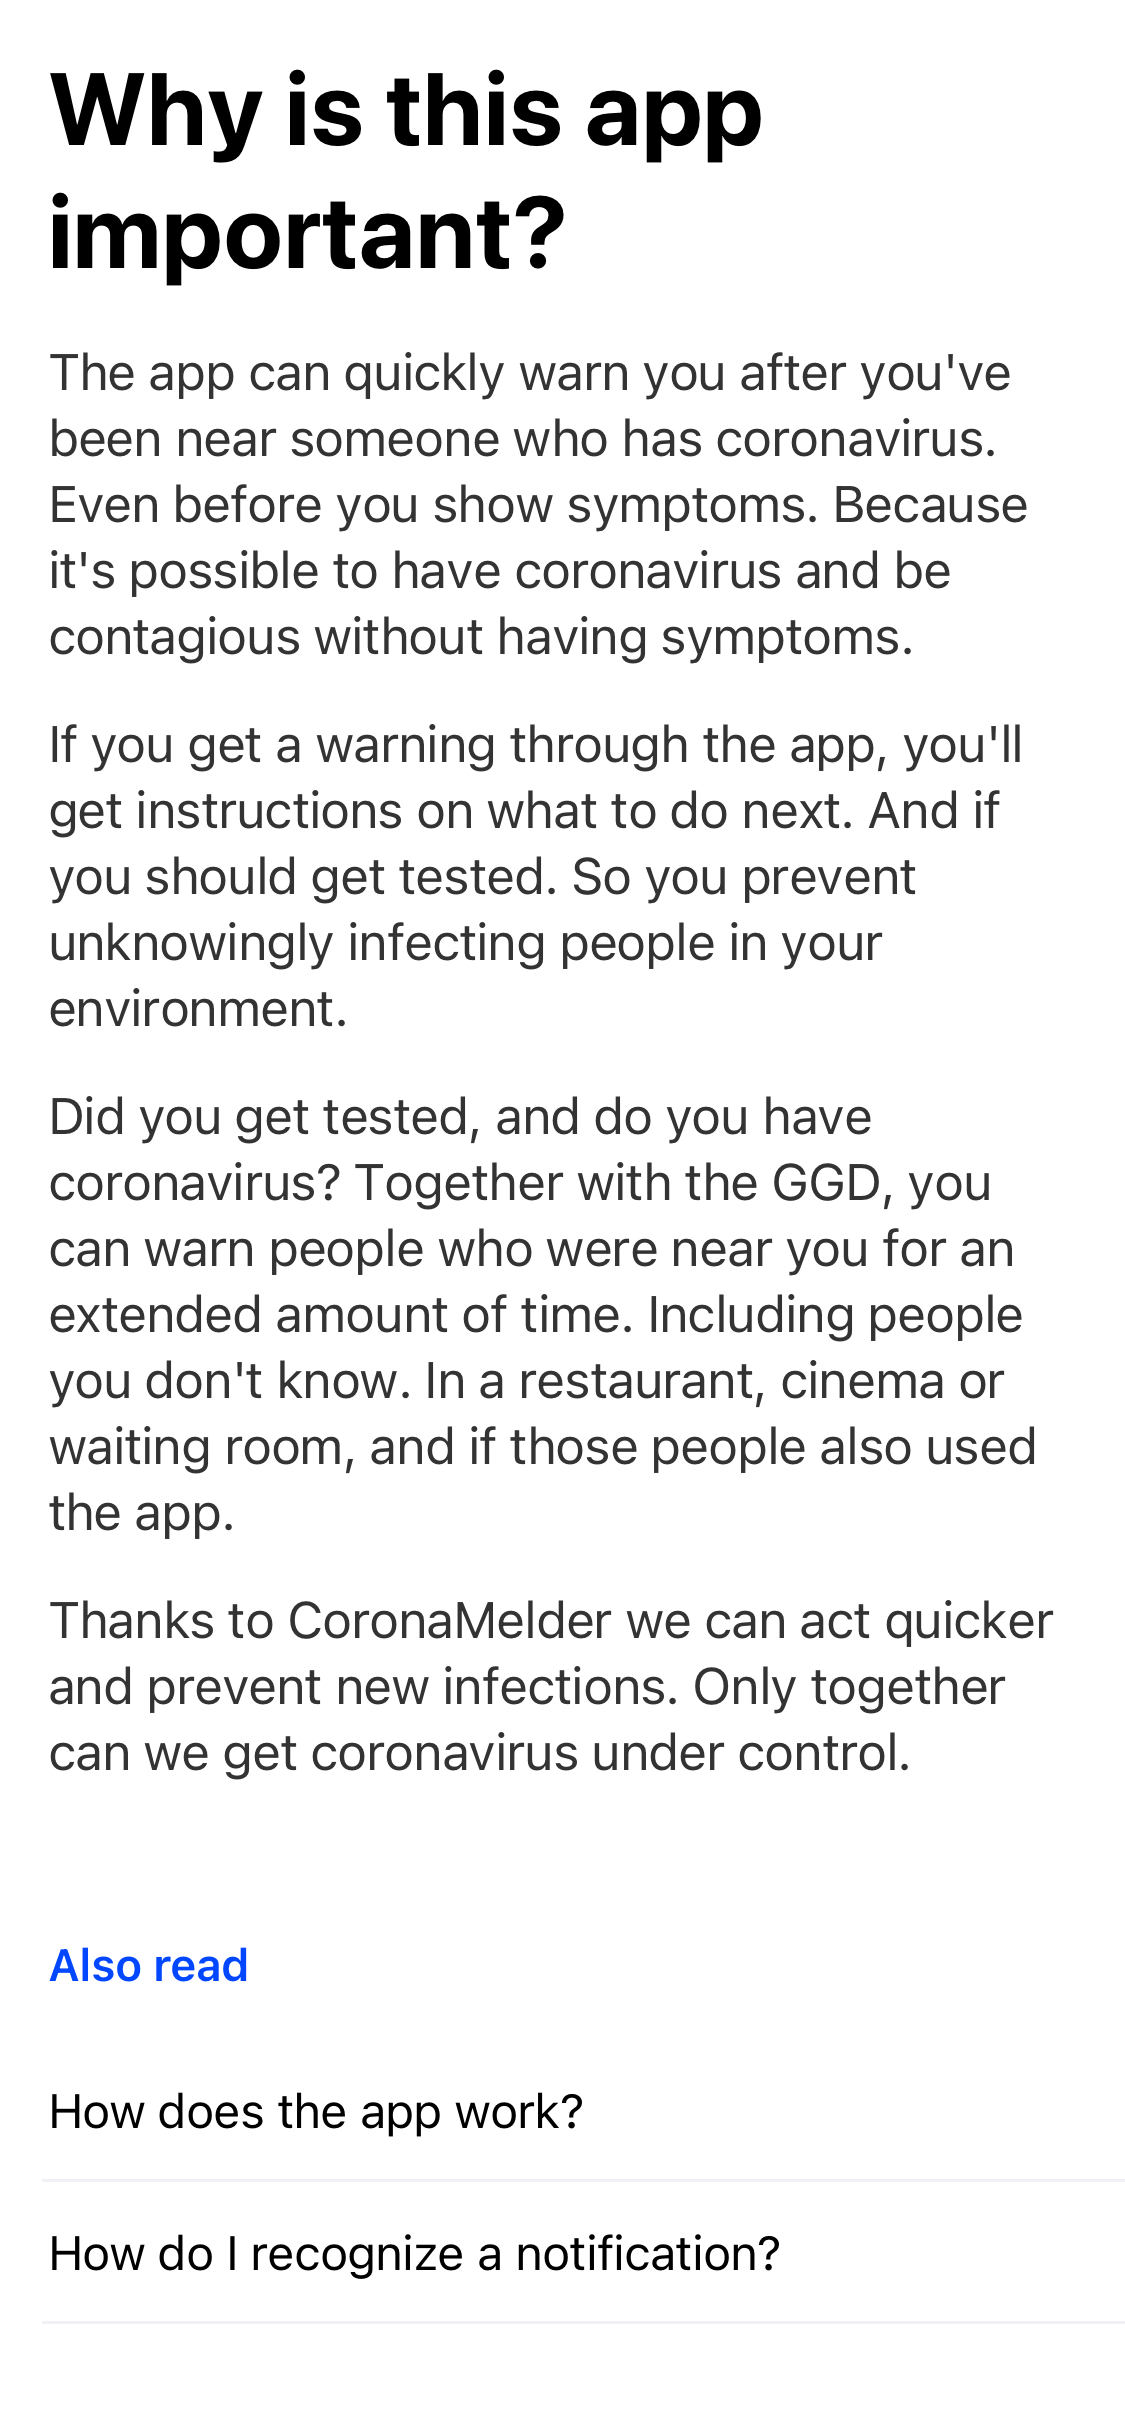 Why is this app
important?
The app can quickly warn you after you've
been near someone who has coronavirus.
Even before you show symptoms. Because
it's possible to have coronavirus and be
contagious without having symptoms.
If you get a warning through the app, you'll
get instructions on what to do next. And if
you should get tested. So you prevent
unknowingly infecting people in your
environment.
Did you get tested, and do you have
coronavirus? Together with the GGD, you
can warn people who were near you for an
extended amount of time. Including people
you don't know. In a restaurant, cinema or
waiting room, and if those people also used
the app.
Thanks to CoronaMelder we can act quicker
and prevent new infections. Only together
can we get coronavirus under control.
Also read
How does the app work?
How do I recognize a notification?